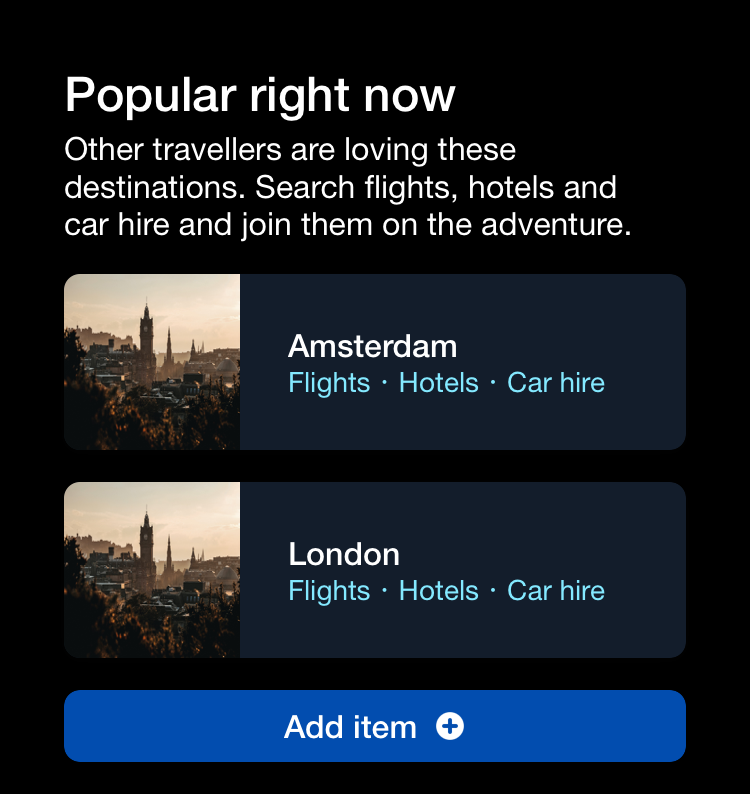 Popular right now
Other travellers are loving these
destinations. Search flights, hotels and
car hire and join them on the adventure.
Amsterdam
Flights · Hotels · Car hire
London
Flights · Hotels · Car hire
Add item